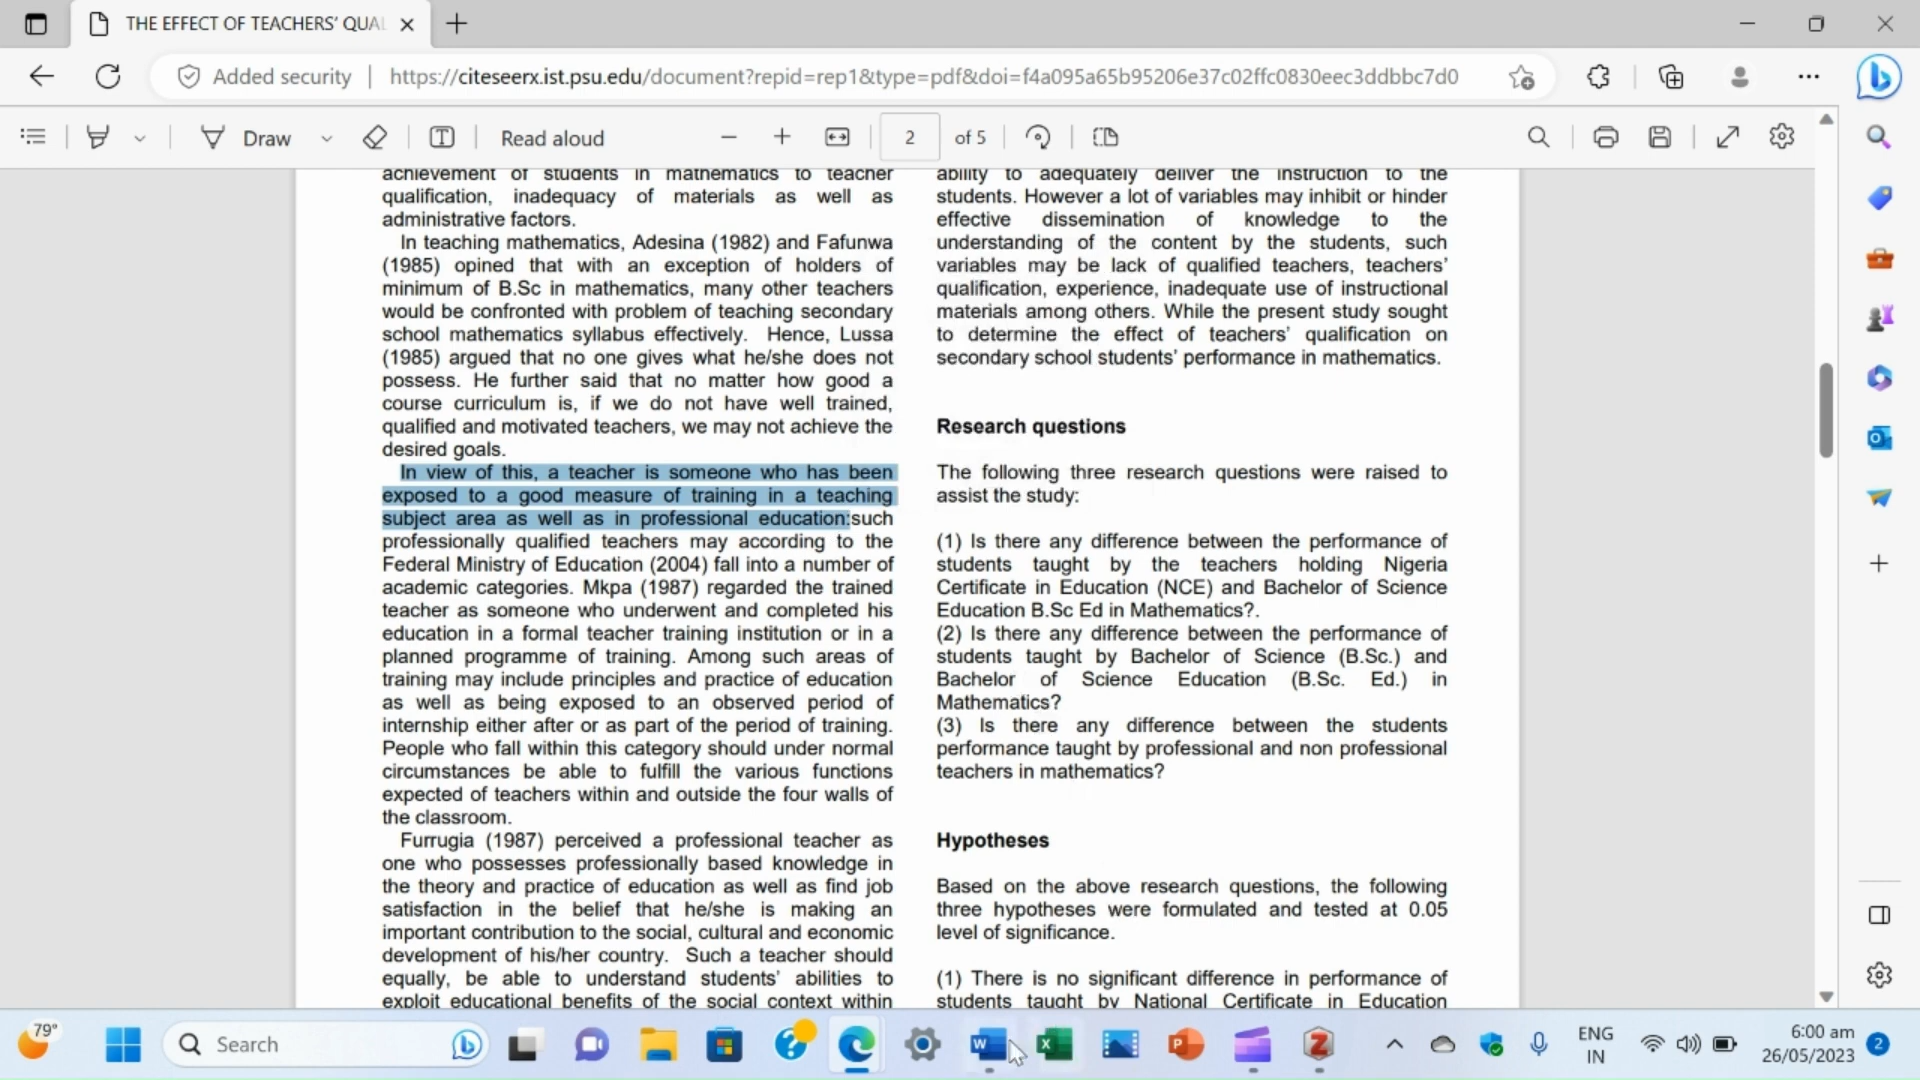 THE EFFECT OF TEACHERS' QUAL
Added security
https://citeseerx.ist.psu.edu/document?repid=rep1&type=pdf&doi=f4a095a65b95206e37c02ffc0830eec3ddbbc7d0
Draw
Read aloud
2
of 5
achievement of students in mathematics to teacher
qualification, inadequacy of materials as well as
administrative factors.
In teaching mathematics, Adesina (1982) and Fafunwa
(1985) opined that with an exception of holders of
minimum of B.Sc in mathematics, many other teachers
would be confronted with problem of teaching secondary
school mathematics syllabus effectively. Hence, Lussa
(1985) argued that no one gives what he/she does not
possess. He further said that no matter how good a
course curriculum is, if we do not have well trained,
qualified and motivated teachers, we may not achieve the
desired goals.
In view of this, a teacher is someone who has been
exposed to a good measure of training in a teaching
subject area as well as in professional education:such
professionally qualified teachers may according to the
Federal Ministry of Education (2004) fall into a number of
academic categories. Mkpa (1987) regarded the trained
teacher as someone who underwent and completed his
education in a formal teacher training institution or in a
planned programme of training. Among such areas of
training may include principles and practice of education
as well as being exposed to an observed period of
internship either after or as part of the period of training.
People who fall within this category should under normal
circumstances be able to fulfill the various functions
expected of teachers within and outside the four walls of
the classroom.
Furrugia (1987) perceived a professional teacher as
one who possesses professionally based knowledge in
the theory and practice of education as well as find job
satisfaction in the belief that he/she is making an
important contribution to the social, cultural and economic
development of his/her country. Such a teacher should
equally, be able to understand students' abilities to
exploit educational benefits of the social context within
ability to adequately deliver the instruction to the
students. However a lot of variables may inhibit or hinder
effective dissemination of knowledge to the
understanding of the content by the students, such
variables may be lack of qualified teachers, teachers'
qualification, experience, inadequate use of instructional
materials among others. While the present study sought
to determine the effect of teachers' qualification on
secondary school students' performance in mathematics.
Research questions
The following three research questions were raised to
assist the study:
(1) Is there any difference between the performance of
students taught by the teachers holding Nigeria
Certificate in Education (NCE) and Bachelor of Science
Education B.Sc Ed in Mathematics?.
(2) Is there any difference between the performance of
students taught by Bachelor of Science (B.Sc.) and
Bachelor of Science Education (B.Sc. Ed.) in
Mathematics?
(3) Is there any difference between the students
performance taught by professional and non professional
teachers in mathematics?
Hypotheses
Based on the above research questions, the following
three hypotheses were formulated and tested at 0.05
level of significance.
(1) There is no significant difference in performance of
students taught by National Certificate in Education
79°
Search
ENG
IN
6:00 am
26/05/2023
2